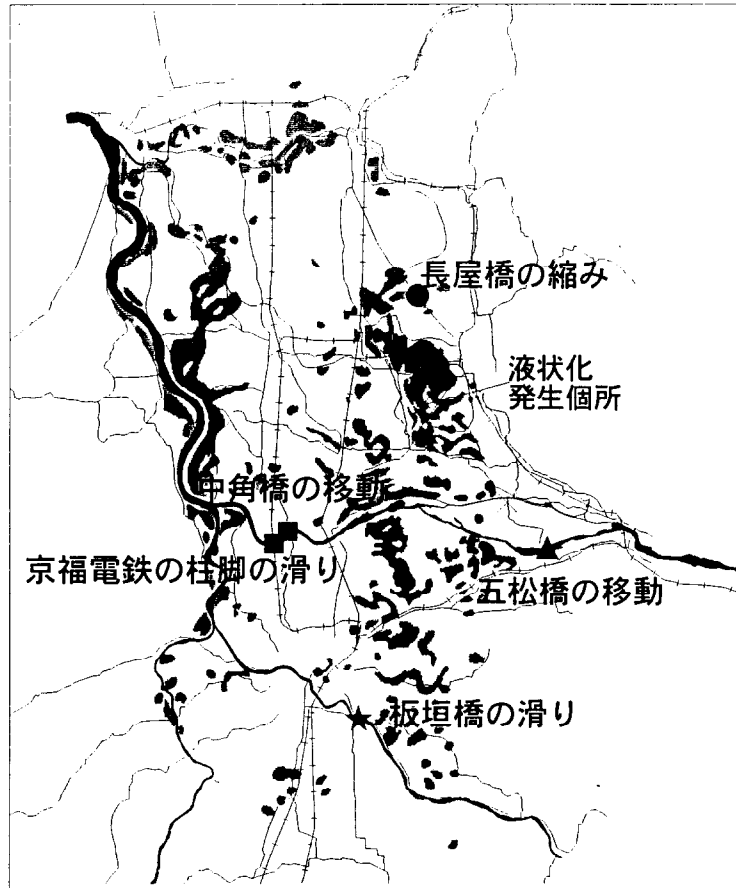 長屋橋の縮み
液状化
発生個所
中角橋の移動
京福電鉄の柱脚の滑り
五松橋の移動
板垣橋の滑り